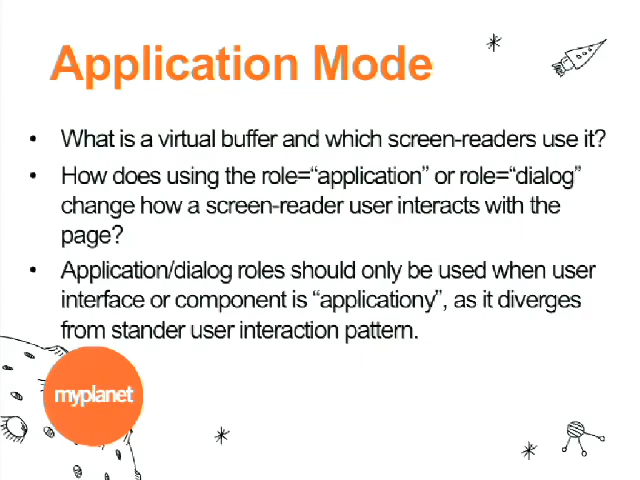 Application Mode
• What is a virtual buffer and which screen-readers use it?
• How does using the role=“application” or role=“dialog”
change how a screen-reader user interacts with the
page?
• Application/dialog roles should only be used when user
interface or component is “applicationy”, as it diverges
from stander user interaction pattern.
myplanet